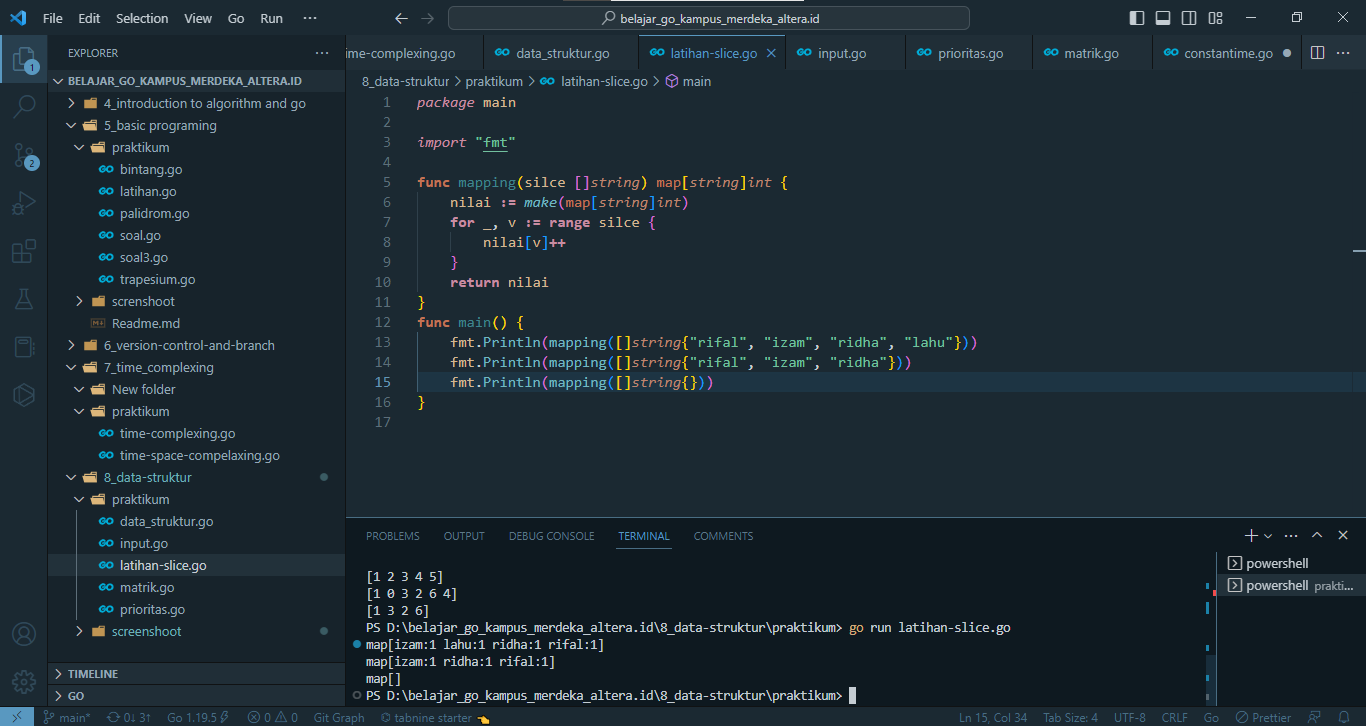 File Edit Selection View Go Run ··· belajar_go_kampus_merdeka_altera.id
EXPLORER
BELAJAR_GO_KAMPUS_MERDEKA_ALTERA.ID
4_introduction to algorithm and go
5_basic programing
praktikum
bintang.go
latihan.go
palidrom.go
soal.go
soal3.go
trapesium.go
screnshoot
Readme.md
6_version-control-and-branch
7_time_complexing
New folder
praktikum
time-complexing.go
time-space-compelaxing.go
8_data-struktur
praktikum
data_struktur.go
input.go
latihan-slice.go
matrik.go
prioritas.go
screenshoot
TIMELINE
GO
1
2
ime-complexing.go data_struktur.go latihan-slice.go input.go prioritas.go matrik.go constantime.go
8_data-struktur > praktikum > latihan-slice.go > main
1 package main
2
3 import "fmt"
4
5 func mapping(silce []string) map[string]int {
6 nilai := make(map[string]int)
7 for _, v := range silce {
8 nilai[v]++
9 }
10 return nilai
11 }
12 func main() {
13 fmt.Println(mapping([]string{"rifal", "izam", "ridha", "lahu"}))
14 fmt.Println(mapping([]string{"rifal", "izam", "ridha"}))
15 fmt.Println(mapping([]string{}))
16 }
17
PROBLEMS OUTPUT DEBUG CONSOLE TERMINAL COMMENTS
[1 2 3 4 5]
[1 0 3 2 6 4]
[1 3 2 6]
PS D:\belajar_go_kampus_merdeka_altera.id\8_data-struktur\praktikum> go run latihan-slice.go
map[izam:1 lahu:1 ridha:1 rifal:1]
map[izam:1 ridha:1 rifal:1]
map[]
PS D:\belajar_go_kampus_merdeka_altera.id\8_data-struktur\praktikum>
powershell
powershell prakti...
main* 0↓ 3↑ Go 1.19.5 0 0 Git Graph tabnine starter Ln 15, Col 34 Tab Size: 4 UTF-8 CRLF Go Prettier